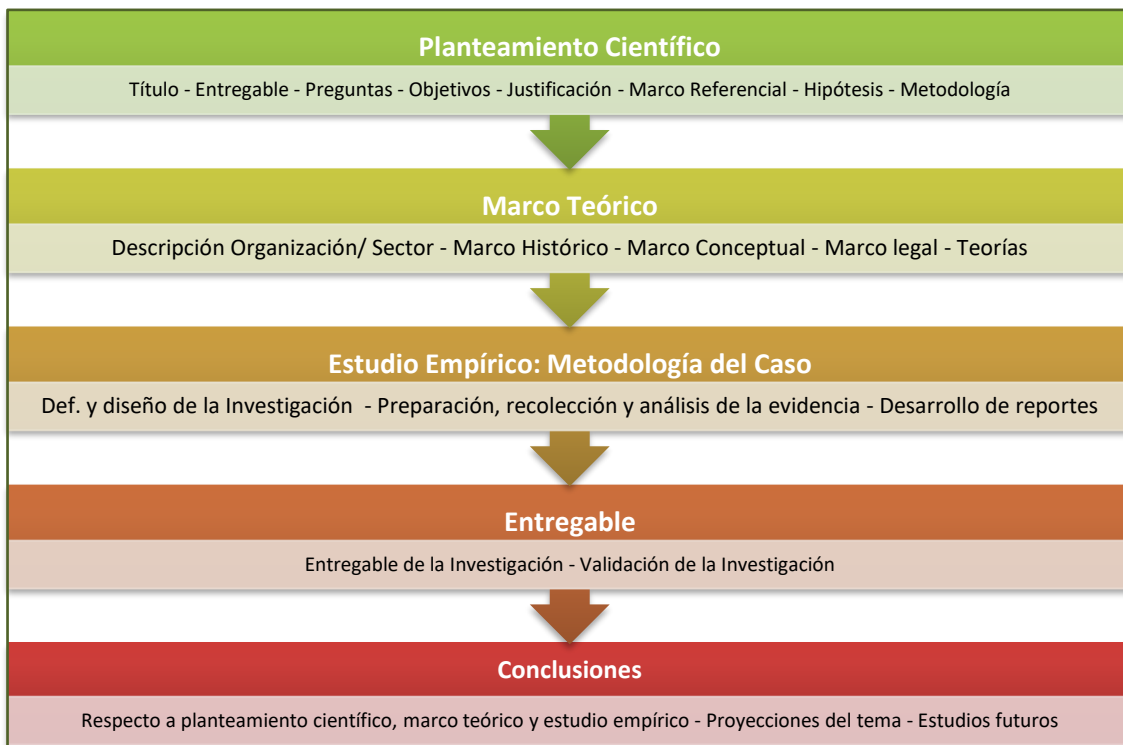 Planteamiento Científico
Título - Entregable - Preguntas - Objetivos - Justificación - Marco Referencial - Hipótesis - Metodología
Marco Teórico
Descripción Organización/ Sector - Marco Histórico - Marco Conceptual - Marco legal - Teorías
Estudio Empírico: Metodología del Caso
Def. y diseño de la Investigación - Preparación, recolección y análisis de la evidencia - Desarrollo de reportes
Entregable
Entregable de la Investigación - Validación de la Investigación
Conclusiones
Respecto a planteamiento científico, marco teórico y estudio empírico - Proyecciones del tema - Estudios futuros